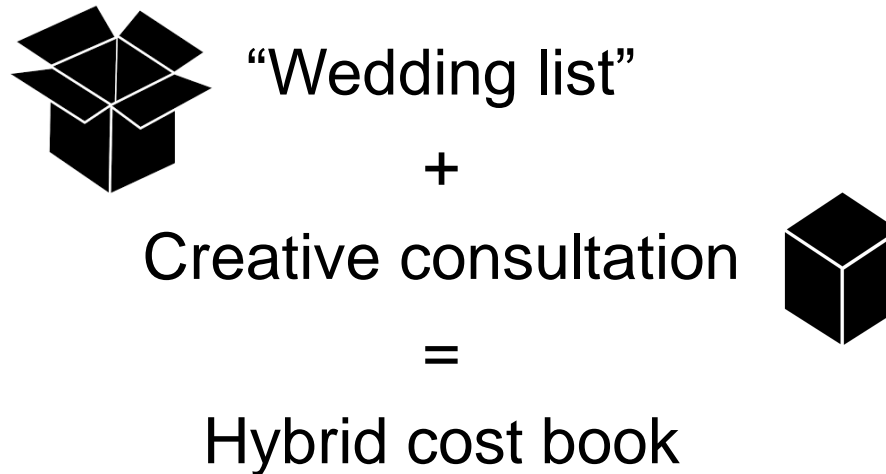 “Wedding list”
+
Creative consultation
=
Hybrid cost book